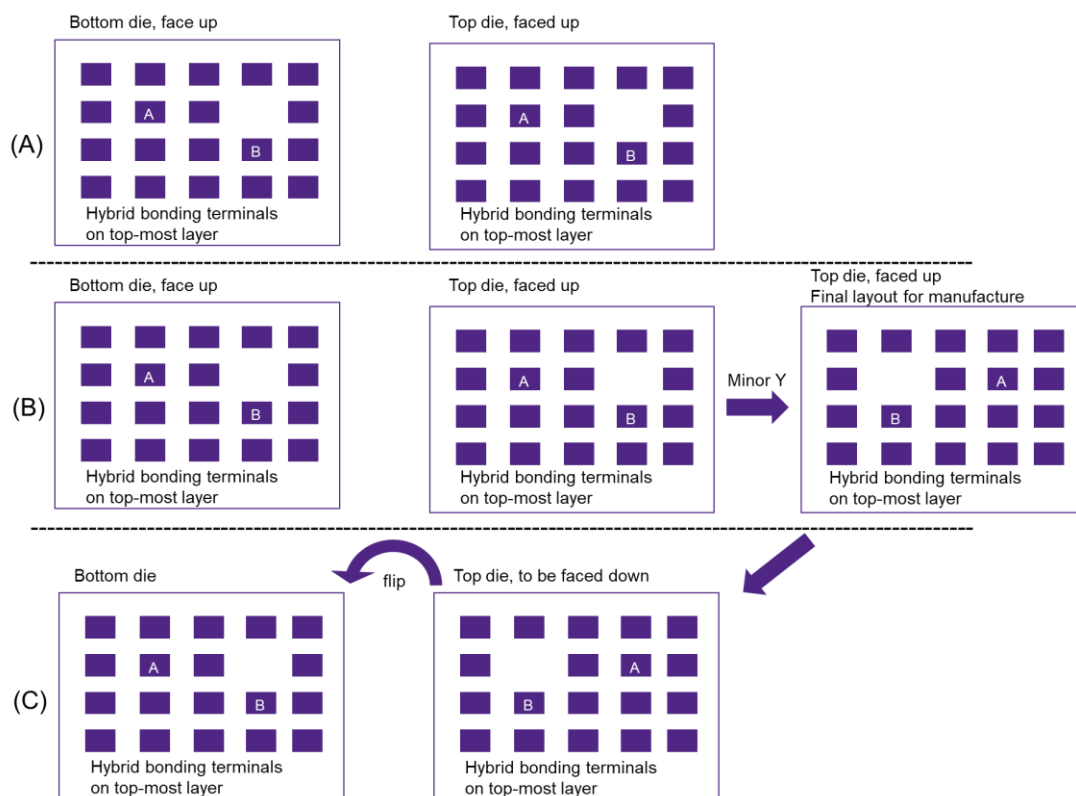 Bottom die, face up
Top die, faced up
(A)
A
B
A
B
Hybrid bonding terminals
on top-most layer
Hybrid bonding terminals
on top-most layer
Bottom die, face up
Top die, faced up
Top die, faced up
Final layout for manufacture
(B)
A
B
A
B
Minor Y
A
B
Hybrid bonding terminals
on top-most layer
Hybrid bonding terminals
on top-most layer
Hybrid bonding terminals
on top-most layer
Bottom die
flip
Top die, to be faced down
(C)
A
B
A
B
Hybrid bonding terminals
on top-most layer
Hybrid bonding terminals
on top-most layer